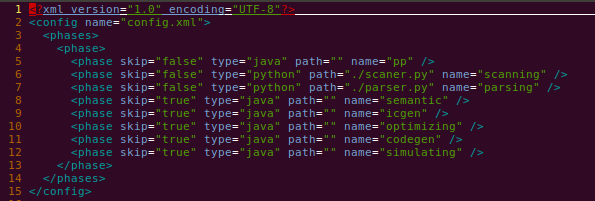 1 <?xml version="1.0" encoding="UTF-8"?>
2 <config name="config.xml">
3   <phases>
4     <phase>
5       <phase skip="false" type="java" path="" name="pp" />
6       <phase skip="false" type="python" path="./scaner.py" name="scanning" />
7       <phase skip="false" type="python" path="./parser.py" name="parsing" />
8       <phase skip="true" type="java" path="" name="semantic" />
9       <phase skip="true" type="java" path="" name="icgen" />
10       <phase skip="true" type="java" path="" name="optimizing" />
11       <phase skip="true" type="java" path="" name="codegen" />
12       <phase skip="true" type="java" path="" name="simulating" />
13     </phase>
14   </phases>
15 </config>